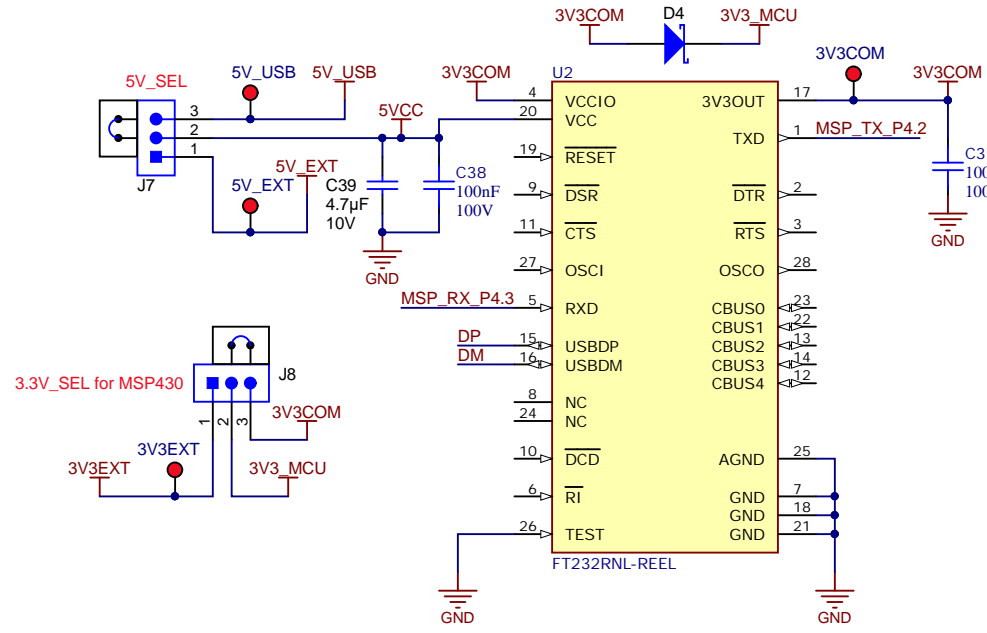 D4
3V3COM
3V3_MCU
5V_SEL
5V_USB
5V_USB
3
2
1
J7
5VCC
5V_EXT
5V_EXT
C39
4.7µF
10V
C38
100nF
100V
GND
3V3COM
U2
4 VCCIO
20 VCC
19 RESET
9 DSR
11 CTS
27 OSCI
MSP_RX_P4.3 5 RXD
DP 15 USBDP
DM 16 USBDM
8 NC
24 NC
10 DCD
6 RI
26 TEST
GND
3V3OUT 17
TXD 1 MSP_TX_P4.2
DTR 2
RTS 3
OSCO 28
CBUS0 23
CBUS1 22
CBUS2 13
CBUS3 14
CBUS4 12
AGND 25
GND 7
GND 18
GND 21
FT232RNL-REEL
GND
3V3COM
3V3COM
GND
3.3V_SEL for MSP430
J8
1
2
3
3V3COM
3V3EXT
3V3EXT
3V3_MCU